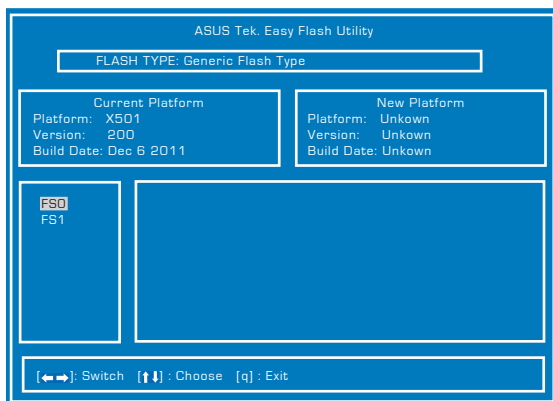 ASUS Tek. Easy Flash Utility
FLASH TYPE: Generic Flash Type
Current Platform
Platform: X501
Version: 200
Build Date: Dec 6 2011
New Platform
Platform: Unkown
Version: Unkown
Build Date: Unkown
FS0
FS1
[←→]: Switch [↑↓] : Choose [q] : Exit